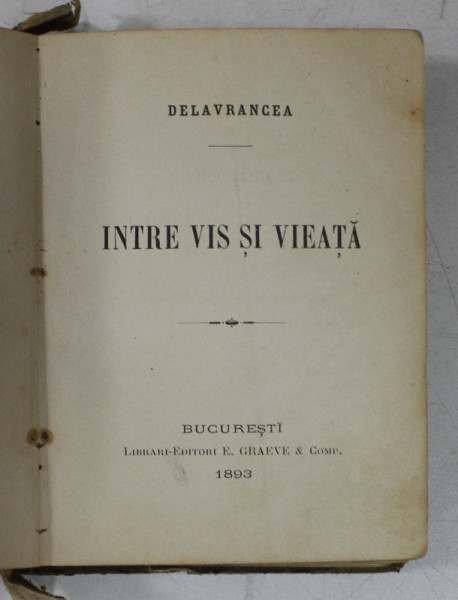 DELAVRANCEA
INTRE VIS ȘI VIEAȚĂ
BUCUREȘTĬ
LIBRARI-EDITORI E. GRAEVE & COMP.
1893